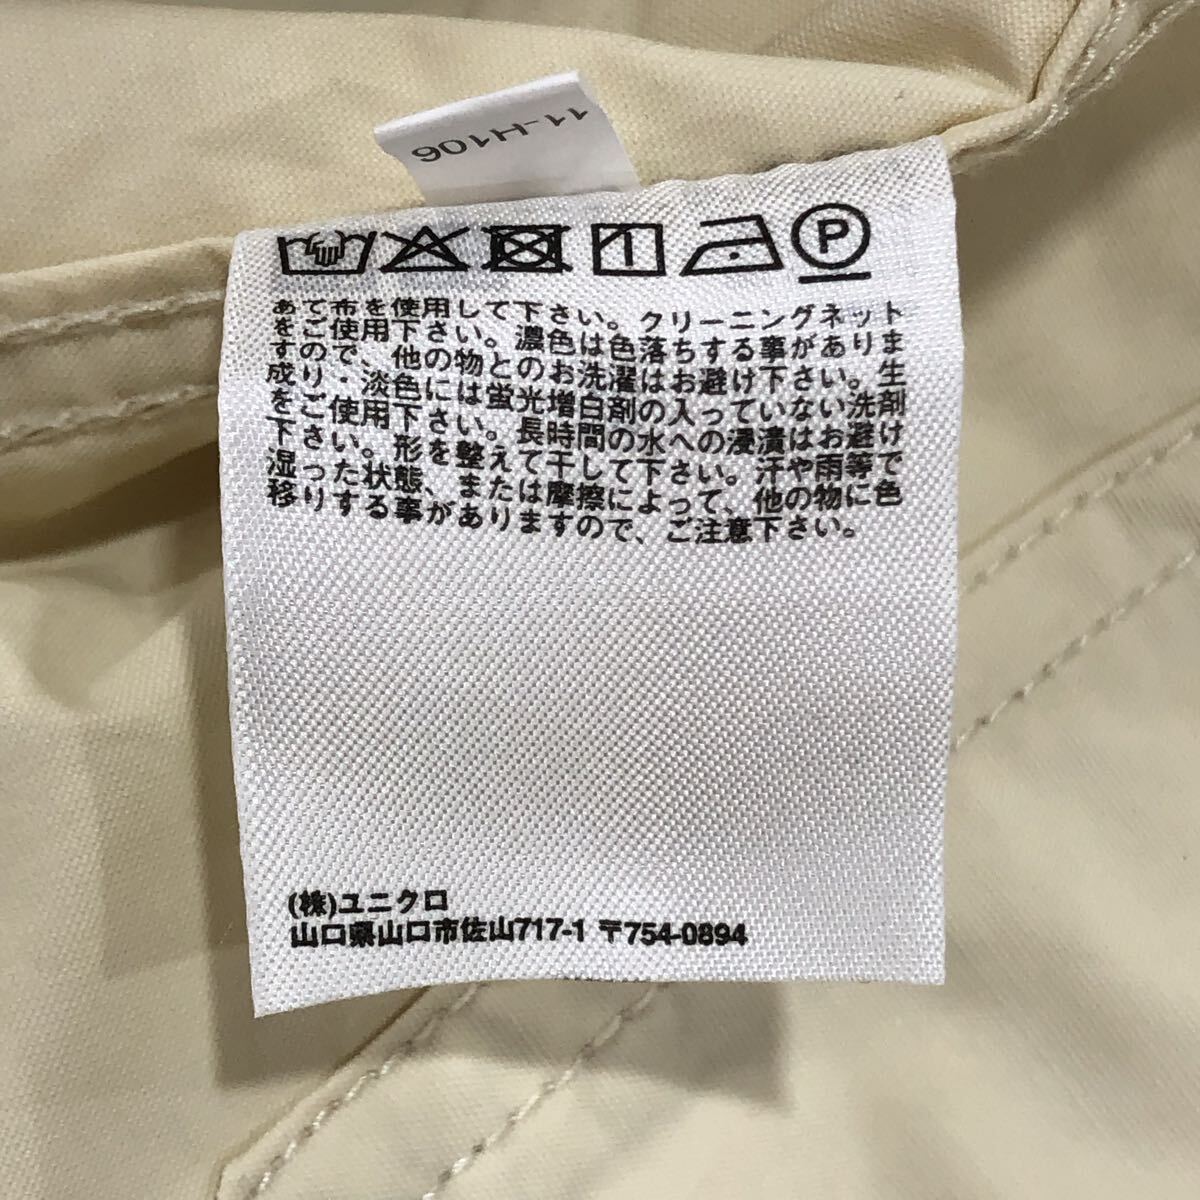 11-H106
P
あて布を使用して下さい。クリーニングネット
をご使用下さい。濃色は色落ちする事がありま
すので、他の物と一のお洗濯はお避け下さい。生
成り・淡色には蛍光増白剤の入っていない洗剤
をご使用下さい。長時間の水への浸漬はお避け
下さい。形を整えて干して下さい。汗や雨等で
湿った状態、または摩擦によって、他の物に色
移りする事がありますので、ご注意下さい。
(株)ユニクロ
山口県山口市佐山717-1 〒754-0894